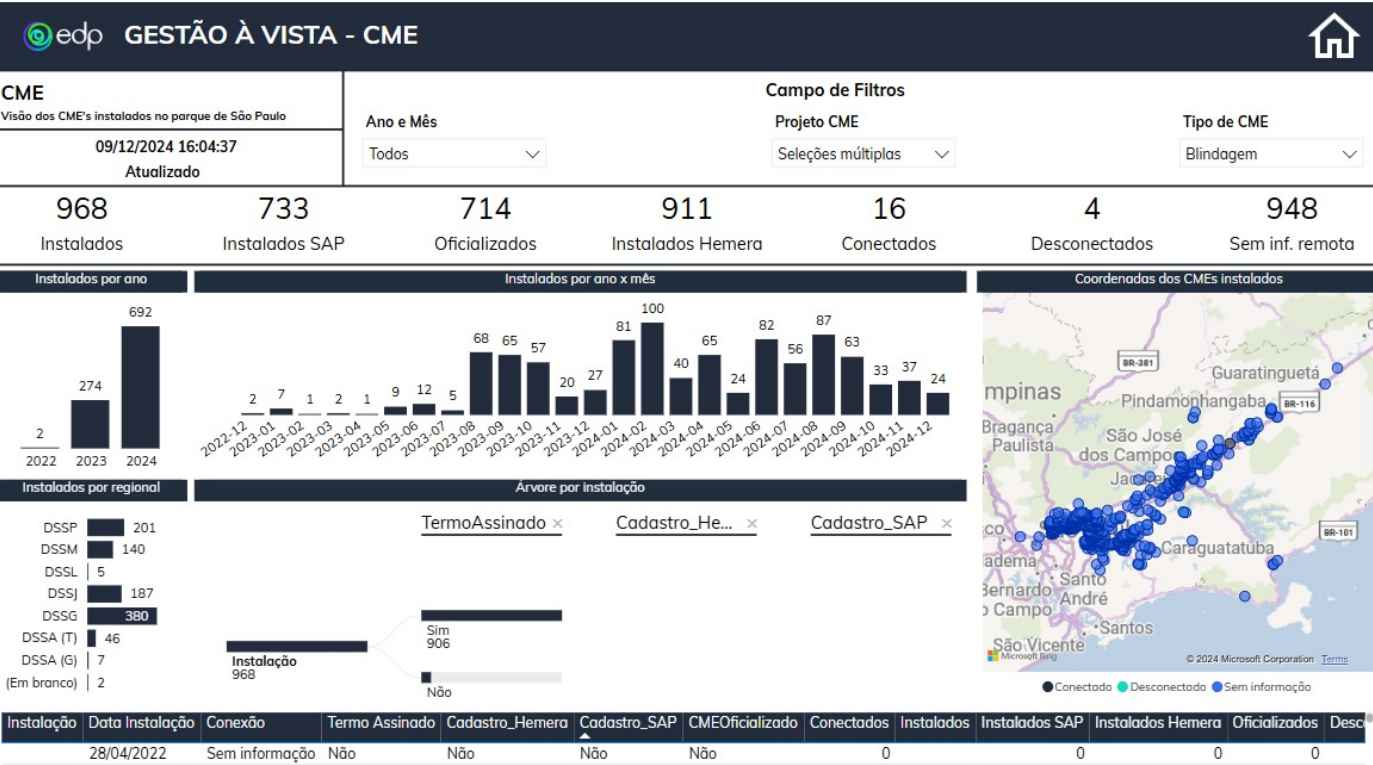 edp GESTÃO À VISTA - CME
CME
Visão dos CME's instalados no parque de São Paulo
09/12/2024 16:04:37
Atualizado
Campo de Filtros
Ano e Mês
Todos
Projeto CME
Seleções múltiplas
Tipo de CME
Blindagem
968
Instalados
733
Instalados SAP
714
Oficializados
911
Instalados Hemera
16
Conectados
4
Desconectados
948
Sem inf. remota
Instalados por ano
2
274
692
2022 2023 2024
Instalados por ano x mês
2 7 1 2 1 9 12 5 68 65 57 20 27 81 100 40 65 24 82 56 87 63 33 37 24
2022-12 2023-01 2023-02 2023-03 2023-04 2023-05 2023-06 2023-07 2023-08 2023-09 2023-10 2023-11 2023-12 2024-01 2024-02 2024-03 2024-04 2024-05 2024-06 2024-07 2024-08 2024-09 2024-10 2024-11 2024-12
Coordenadas dos CMEs instalados
BR-381
Guaratinguetá
mpinas
Pindamonhangaba
BR-116
Bragança
Paulista
São José
dos Campo
Jacareí
BR-101
Caraguatatuba
adema
Santo
André
Bernardo
o Campo
Santos
São Vicente
Microsoft Bing
© 2024 Microsoft Corporation Terms
Conectado Desconectado Sem informação
Instalados por regional
DSSP 201
DSSM 140
DSSL 5
DSSJ 187
DSSG 380
DSSA (T) 46
DSSA (G) 7
(Em branco) 2
Árvore por instalação
TermoAssinado ×
Cadastro_He... ×
Cadastro_SAP ×
Instalação
968
Sim
906
Não
Instalação Data Instalação Conexão Termo Assinado Cadastro_Hemera Cadastro_SAP CMEOficializado Conectados Instalados Instalados SAP Instalados Hemera Oficializados Desco
28/04/2022 Sem informação Não Não Não Não 0 0 0 0